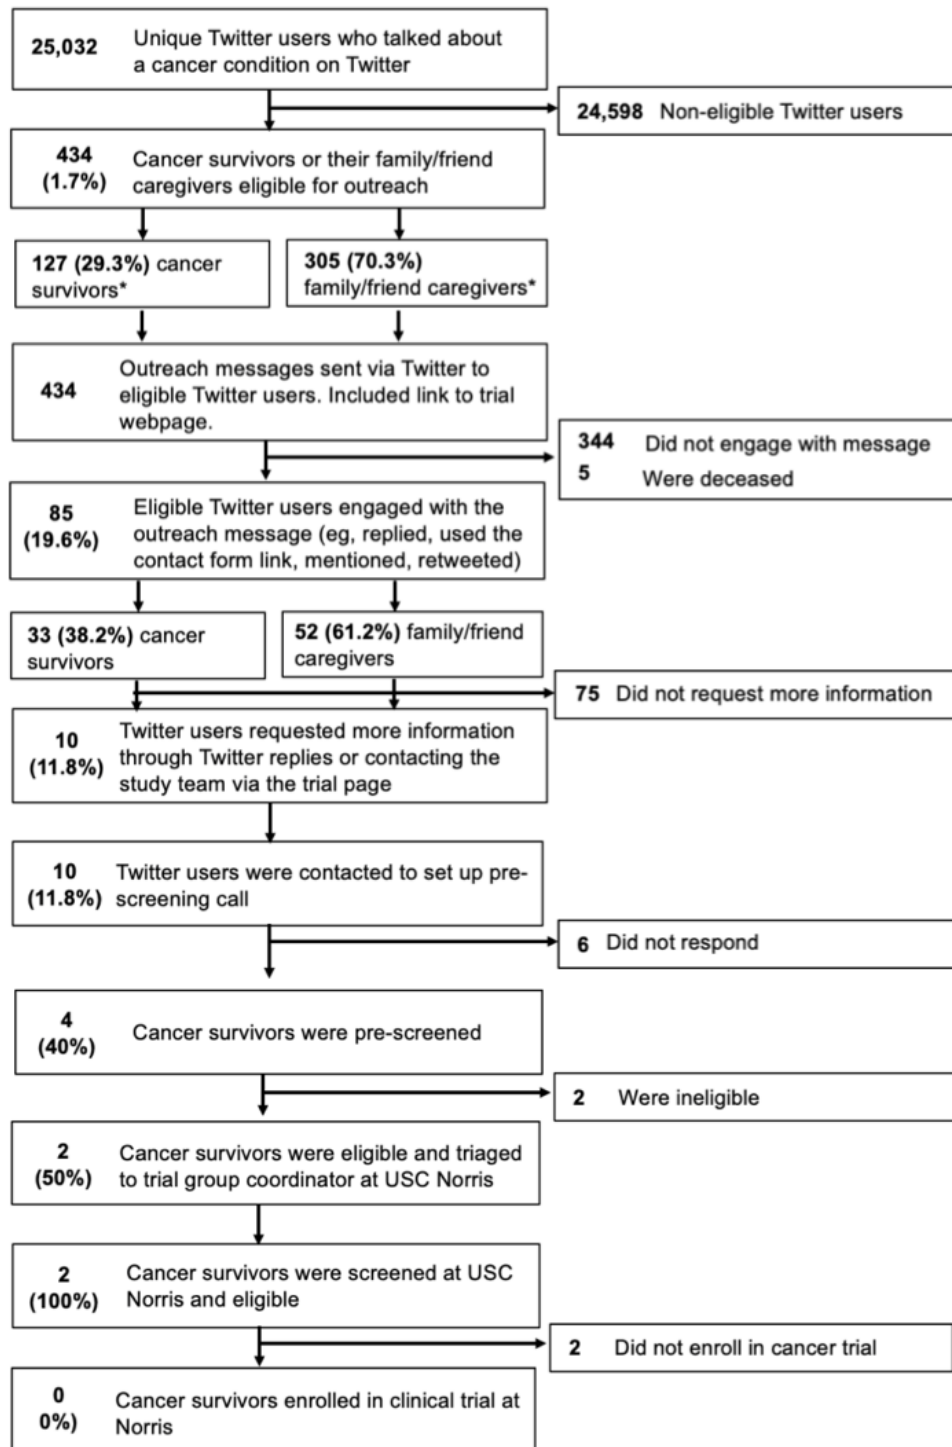 25,032 Unique Twitter users who talked about
a cancer condition on Twitter
24,598 Non-eligible Twitter users
434
(1.7%)
Cancer survivors or their family/friend
caregivers eligible for outreach
127 (29.3%) cancer
survivors*
305 (70.3%)
family/friend caregivers*
434
Outreach messages sent via Twitter to
eligible Twitter users. Included link to trial
webpage.
344 Did not engage with message
5 Were deceased
85
(19.6%)
Eligible Twitter users engaged with the
outreach message (eg, replied, used the
contact form link, mentioned, retweeted)
33 (38.2%) cancer
survivors
52 (61.2%) family/friend
caregivers
75 Did not request more information
10
(11.8%)
Twitter users requested more information
through Twitter replies or contacting the
study team via the trial page
10
(11.8%)
Twitter users were contacted to set up pre-
screening call
6 Did not respond
4
(40%)
Cancer survivors were pre-screened
2 Were ineligible
2
(50%)
Cancer survivors were eligible and triaged
to trial group coordinator at USC Norris
2
(100%)
Cancer survivors were screened at USC
Norris and eligible
2 Did not enroll in cancer trial
0
0%)
Cancer survivors enrolled in clinical trial at
Norris